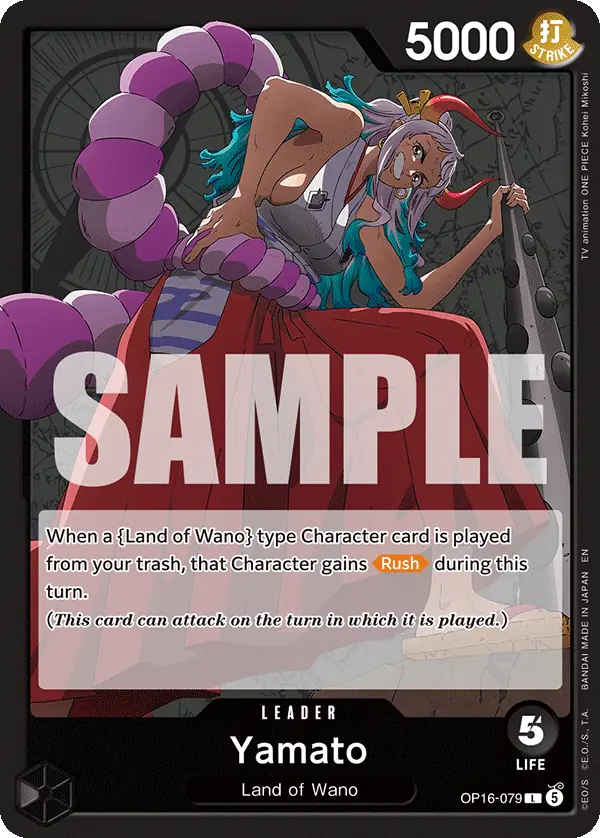 5000
打
STRIKE
TV animation ONE PIECE Kohei Mikoshi
SAMPLE
When a {Land of Wano} type Character card is played
from your trash, that Character gains Rush during this
turn.
(This card can attack on the turn in which it is played.)
LEADER
Yamato
Land of Wano
5
LIFE
OP16-079 L 5
©EO/S ©E.O./S., T.A. BANDAI MADE IN JAPAN EN